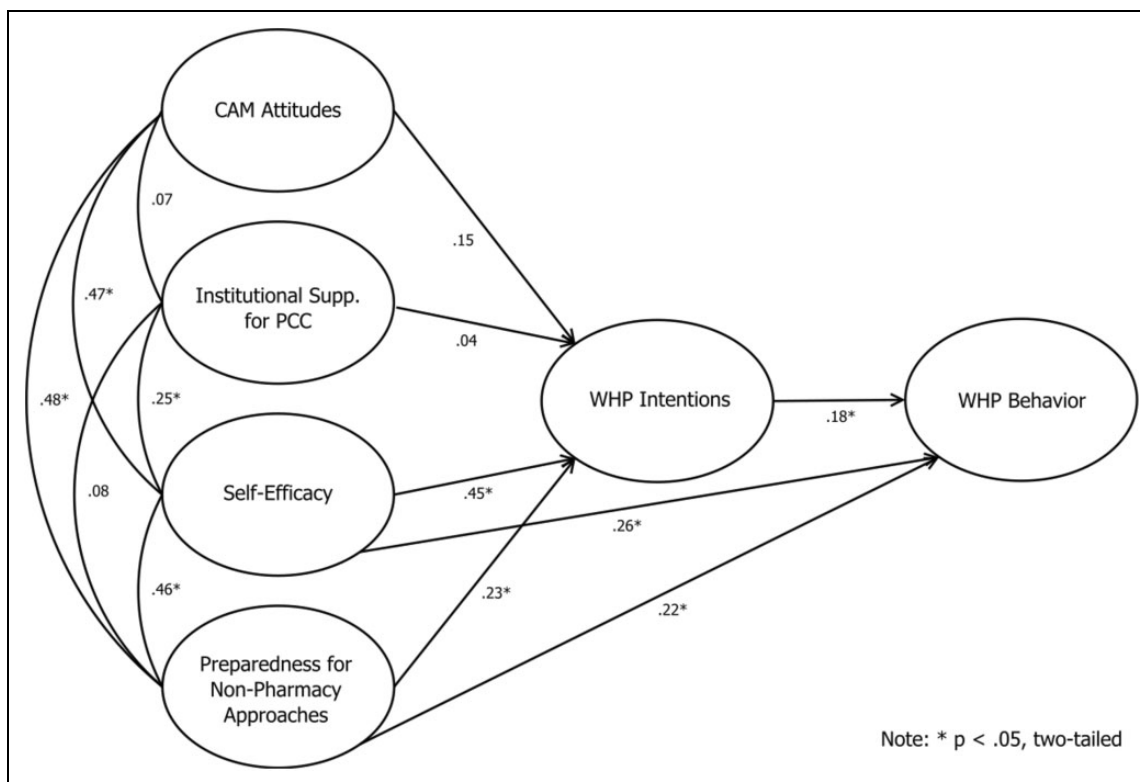 CAM Attitudes
.07
.15
Institutional Supp.
for PCC
.47*
.04
WHP Intentions
WHP Behavior
.18*
.48*
.25*
Self-Efficacy
.08
.45*
.26*
.46*
.23*
.22*
Preparedness for
Non-Pharmacy
Approaches
Note: * p < .05, two-tailed